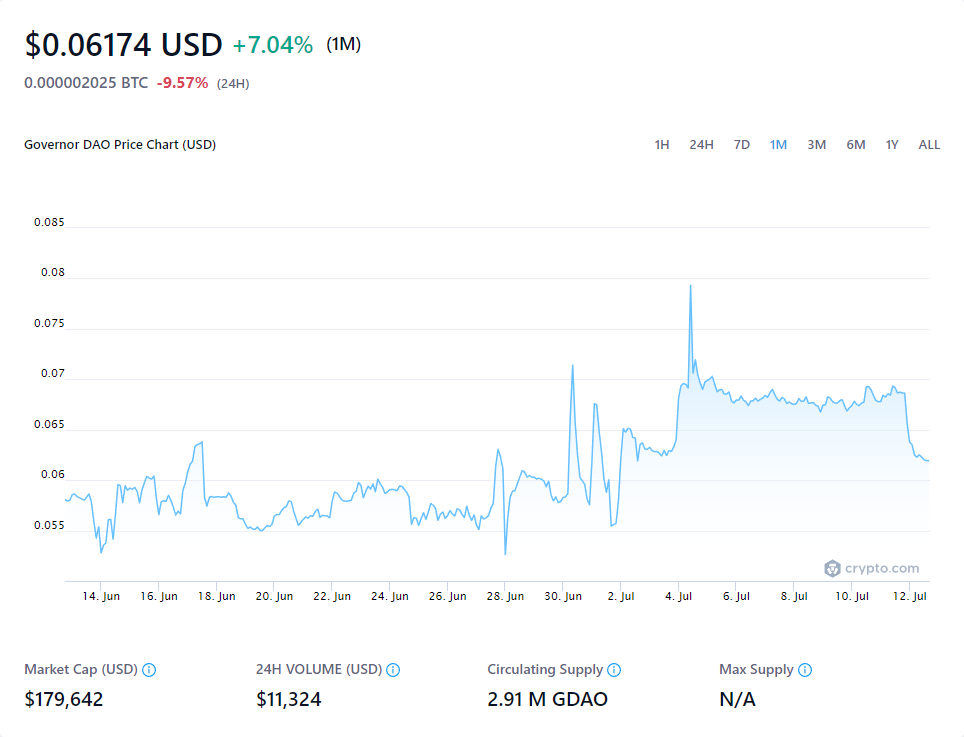 $0.06174 USD +7.04% (1M)
0.000002025 BTC -9.57% (24H)
Governor DAO Price Chart (USD) 1H 24H 7D 1M 3M 6M 1Y ALL
0.085
0.08
0.075
0.07
0.065
0.06
0.055
crypto.com
14. Jun 16. Jun 18. Jun 20. Jun 22. Jun 24. Jun 26. Jun 28. Jun 30. Jun 2. Jul 4. Jul 6. Jul 8. Jul 10. Jul 12. Jul
Market Cap (USD) 24H VOLUME (USD) Circulating Supply Max Supply
$179,642 $11,324 2.91 M GDAO N/A